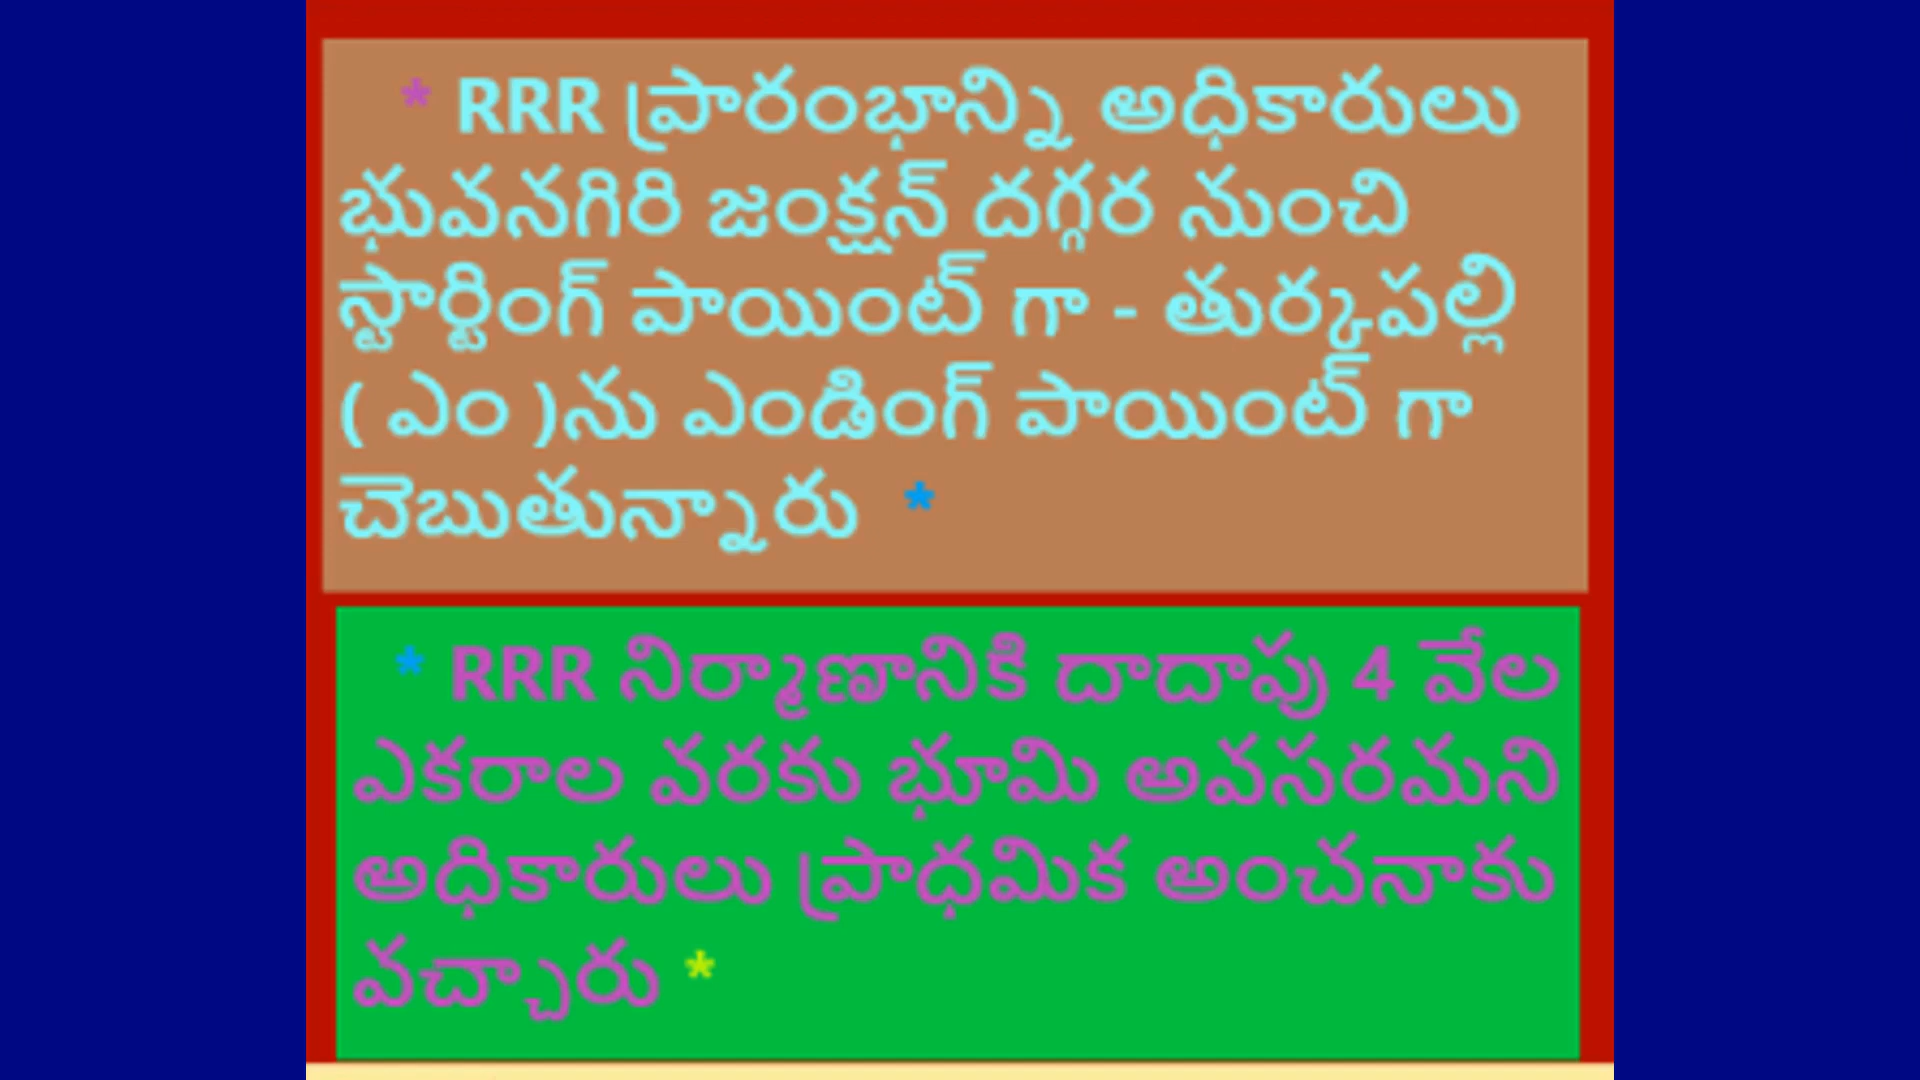 * RRR ప్రారంభాన్ని అధికారులు
భువనగిరి జంక్షన్ దగ్గర నుంచి
స్టార్టింగ్ పాయింట్ గా - తుర్కపల్లి
( ఎం )ను ఎండింగ్ పాయింట్ గా
చెబుతున్నారు *
* RRR నిర్మాణానికి దాదాపు 4 వేల
ఎకరాల వరకు భూమి అవసరమని
అధికారులు ప్రాధమిక అంచనాకు
వచ్చారు *